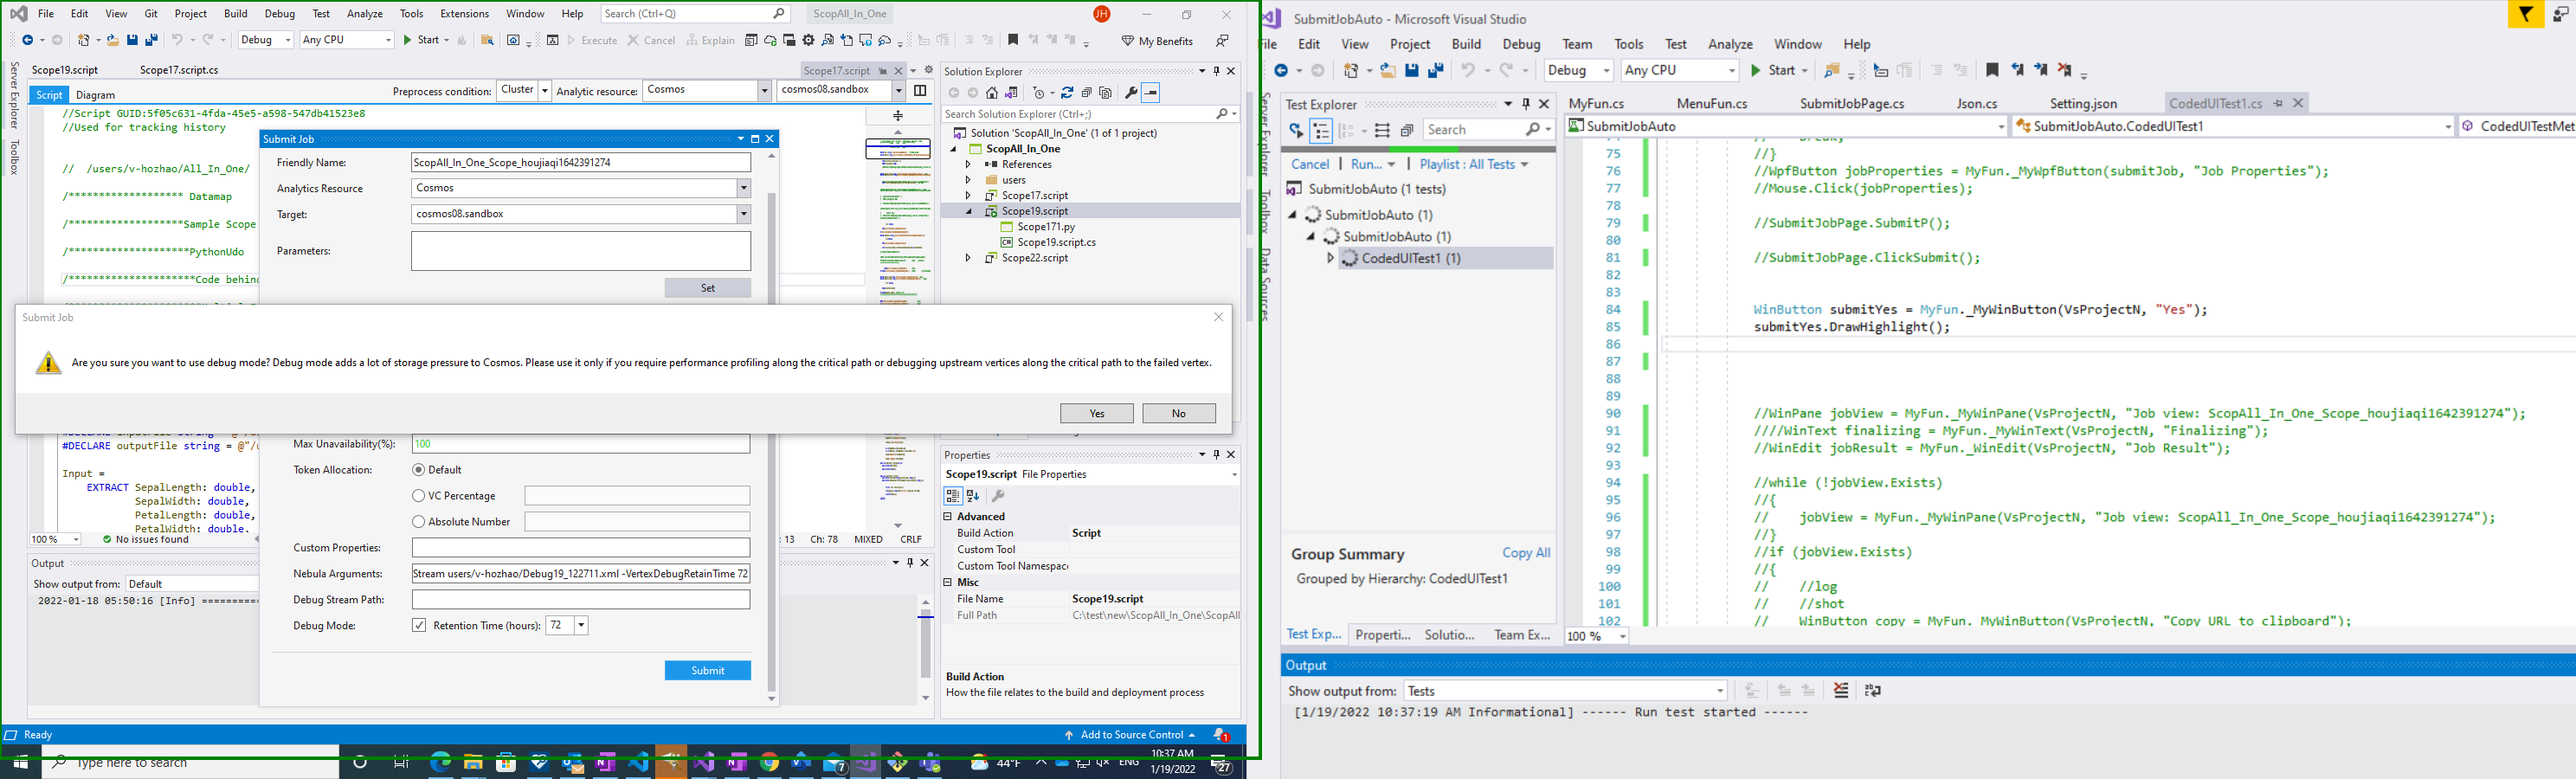 File Edit View Git Project Build Debug Test Analyze Tools Extensions Window Help Search (Ctrl+Q) ScopAll_In_One JH
Debug Any CPU Start Execute Cancel Explain My Benefits
Server Explorer Toolbox
Scope19.script Scope17.script.cs Scope17.script
Script Diagram Preprocess condition: Cluster Analytic resource: Cosmos cosmos08.sandbox
//Script GUID:5f05c631-4fda-45e5-a598-547db41523e8
//Used for tracking history
// /users/v-hozhao/All_In_One/
/******************* Datamap
/*******************Sample Scope
/********************PythonUdo
/*********************Code behind
Submit Job
Friendly Name: ScopAll_In_One_Scope_houjiaqi1642391274
Analytics Resource Cosmos
Target: cosmos08.sandbox
Parameters:
Set
Submit Job
Are you sure you want to use debug mode? Debug mode adds a lot of storage pressure to Cosmos. Please use it only if you require performance profiling along the critical path or debugging upstream vertices along the critical path to the failed vertex.
Yes No
#DECLARE outputFile string = @"/u
Input =
EXTRACT SepalLength: double,
SepalWidth: double,
PetalLength: double,
PetalWidth: double.
100 % No issues found : 13 Ch: 78 MIXED CRLF
Max Unavailability(%): 100
Token Allocation: Default
VC Percentage
Absolute Number
Custom Properties:
Nebula Arguments: Stream users/v-hozhao/Debug19_122711.xml -VertexDebugRetainTime 72
Debug Stream Path:
Debug Mode: Retention Time (hours): 72
Submit
Output
Show output from: Default
2022-01-18 05:50:16 [Info] ===========
Solution Explorer
Search Solution Explorer (Ctrl+;)
Solution 'ScopAll_In_One' (1 of 1 project)
ScopAll_In_One
References
users
Scope17.script
Scope19.script
Scope171.py
Scope19.script.cs
Scope22.script
Properties
Scope19.script File Properties
Advanced
Build Action Script
Custom Tool
Custom Tool Namespace
Misc
File Name Scope19.script
Full Path C:\test\new\ScopAll_In_One\ScopAll
Build Action
How the file relates to the build and deployment process
Ready Add to Source Control 1
Type here to search 7 44°F ENG 10:37 AM 1/19/2022 27
SubmitJobAuto - Microsoft Visual Studio
File Edit View Project Build Debug Team Tools Test Analyze Window Help
Debug Any CPU Start
Server Explorer Toolbox Data Sources
Test Explorer
Search
Cancel Run... Playlist : All Tests
SubmitJobAuto (1 tests)
SubmitJobAuto (1)
SubmitJobAuto (1)
CodedUITest1 (1)
Group Summary Copy All
Grouped by Hierarchy: CodedUITest1
Test Exp... Properti... Solutio... Team Ex...
MyFun.cs MenuFun.cs SubmitJobPage.cs Json.cs Setting.json CodedUITest1.cs
SubmitJobAuto SubmitJobAuto.CodedUITest1 CodedUITestMet
75 //}
76 //WpfButton jobProperties = MyFun._MyWpfButton(submitJob, "Job Properties");
77 //Mouse.Click(jobProperties);
78
79 //SubmitJobPage.SubmitP();
80
81 //SubmitJobPage.ClickSubmit();
82
83
84 WinButton submitYes = MyFun._MyWinButton(VsProjectN, "Yes");
85 submitYes.DrawHighlight();
86
87
88
89
90 //WinPane jobView = MyFun._MyWinPane(VsProjectN, "Job view: ScopAll_In_One_Scope_houjiaqi1642391274");
91 ////WinText finalizing = MyFun._MyWinText(VsProjectN, "Finalizing");
92 //WinEdit jobResult = MyFun._WinEdit(VsProjectN, "Job Result");
93
94 //while (!jobView.Exists)
95 //{
96 // jobView = MyFun._MyWinPane(VsProjectN, "Job view: ScopAll_In_One_Scope_houjiaqi1642391274");
97 //}
98 //if (jobView.Exists)
99 //{
100 // //log
101 // //shot
102 // WinButton copy = MyFun._MyWinButton(VsProjectN, "Copy URL to clipboard");
100 %
Output
Show output from: Tests
[1/19/2022 10:37:19 AM Informational] ------ Run test started ------